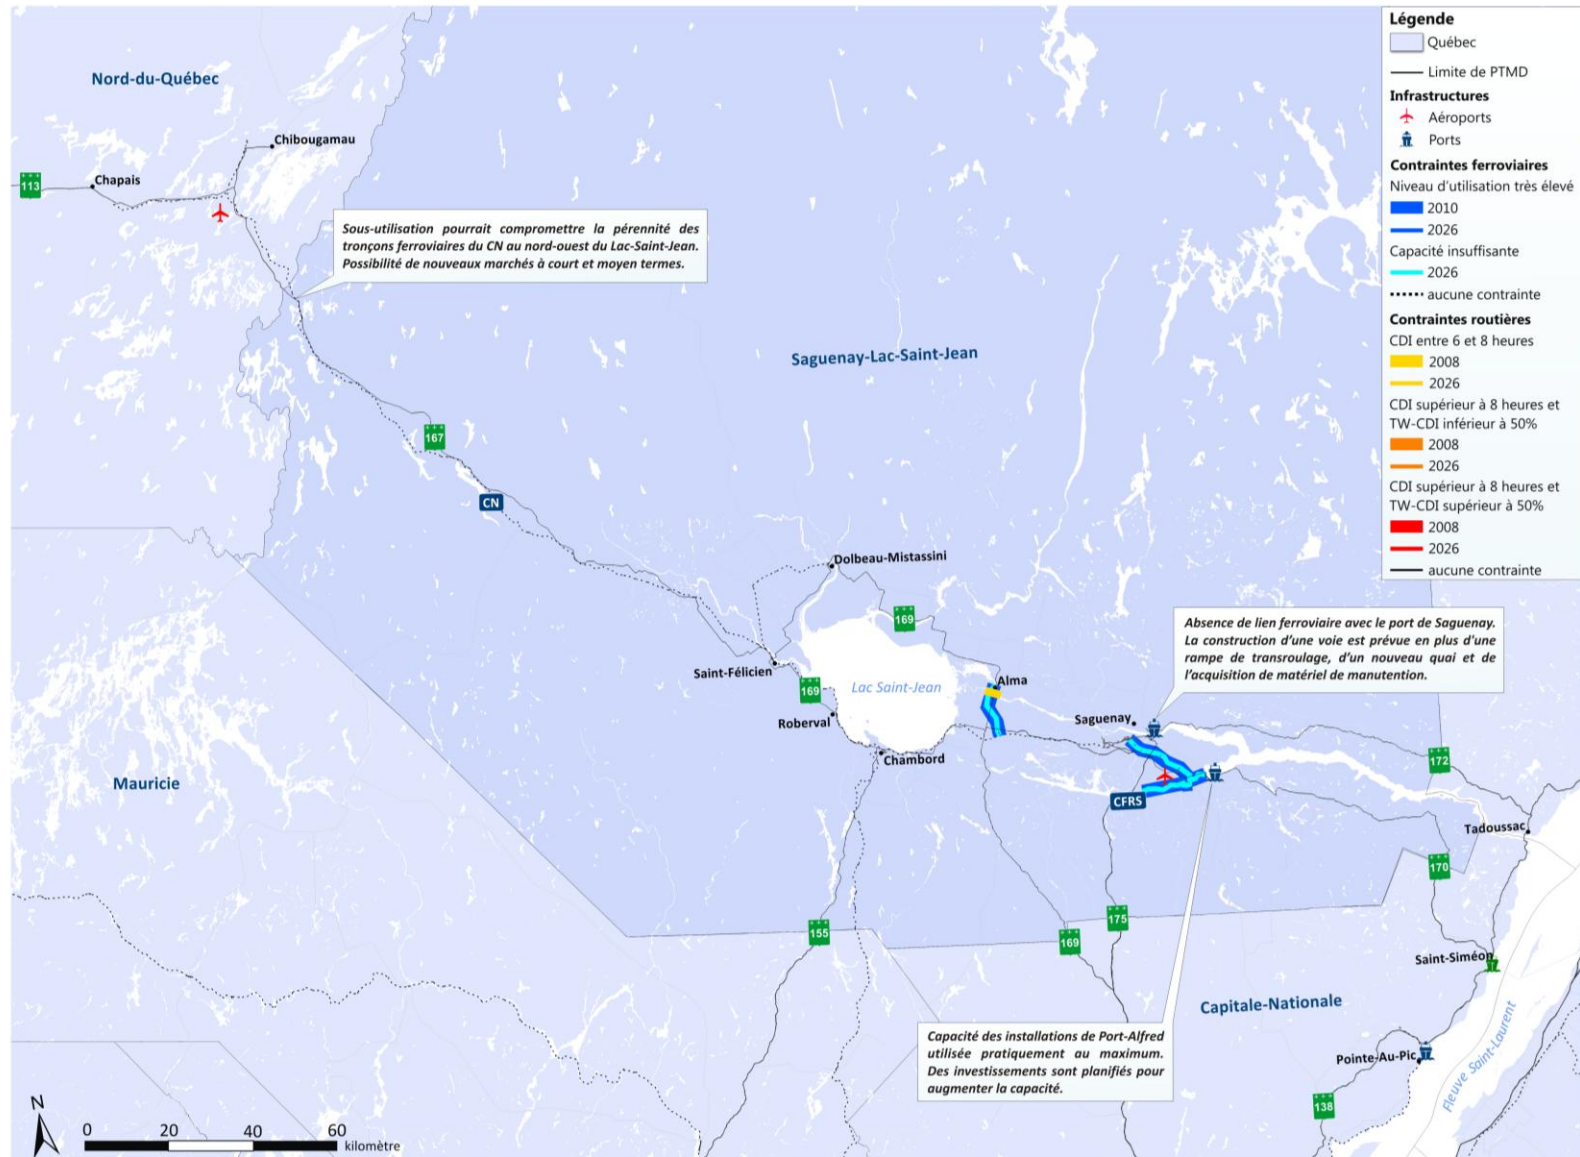 Légende
Québec
Limite de PTMD
Infrastructures
Aéroports
Ports
Contraintes ferroviaires
Niveau d'utilisation très élevé
2010
2026
Capacité insuffisante
2026
aucune contrainte
Contraintes routières
CDI entre 6 et 8 heures
2008
2026
CDI supérieur à 8 heures et
TW-CDI inférieur à 50%
2008
2026
CDI supérieur à 8 heures et
TW-CDI supérieur à 50%
2008
2026
aucune contrainte
Nord-du-Québec
Chibougamau
Chapais
113
Sous-utilisation pourrait compromettre la pérennité des
tronçons ferroviaires du CN au nord-ouest du Lac-Saint-Jean.
Possibilité de nouveaux marchés à court et moyen termes.
Saguenay-Lac-Saint-Jean
167
CN
Dolbeau-Mistassini
169
Absence de lien ferroviaire avec le port de Saguenay.
La construction d'une voie est prévue en plus d'une
rampe de transroulage, d'un nouveau quai et de
l'acquisition de matériel de manutention.
Saint-Félicien
169
Lac Saint-Jean
Alma
Roberval
Saguenay
Chambord
172
Mauricie
CFRS
Tadoussac
170
155
175
169
Saint-Siméon
Capitale-Nationale
Capacité des installations de Port-Alfred
utilisée pratiquement au maximum.
Des investissements sont planifiés pour
augmenter la capacité.
Pointe-Au-Pic
Fleuve Saint-Laurent
138
N
0 20 40 60
kilomètre